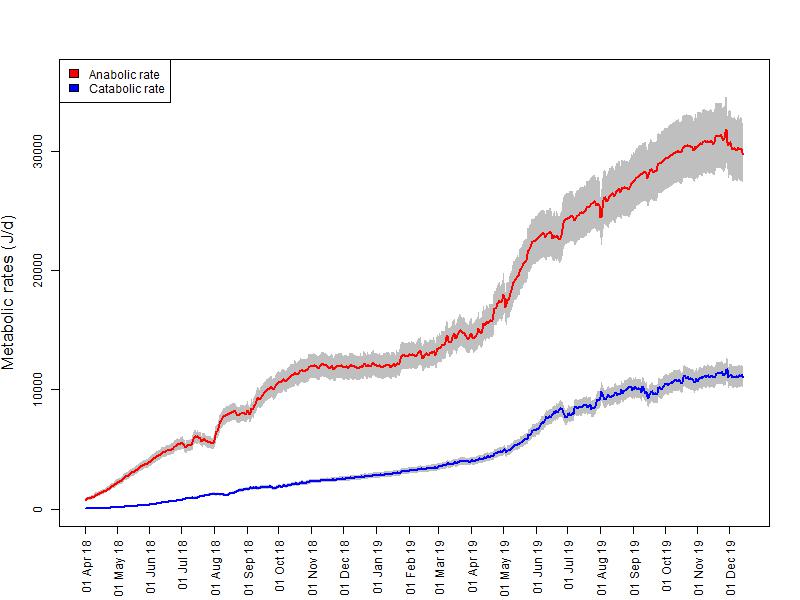 Anabolic rate
Catabolic rate
Metabolic rates (J/d)
30000
20000
10000
0
01 Apr 18
01 May 18
01 Jun 18
01 Jul 18
01 Aug 18
01 Sep 18
01 Oct 18
01 Nov 18
01 Dec 18
01 Jan 19
01 Feb 19
01 Mar 19
01 Apr 19
01 May 19
01 Jun 19
01 Jul 19
01 Aug 19
01 Sep 19
01 Oct 19
01 Nov 19
01 Dec 19